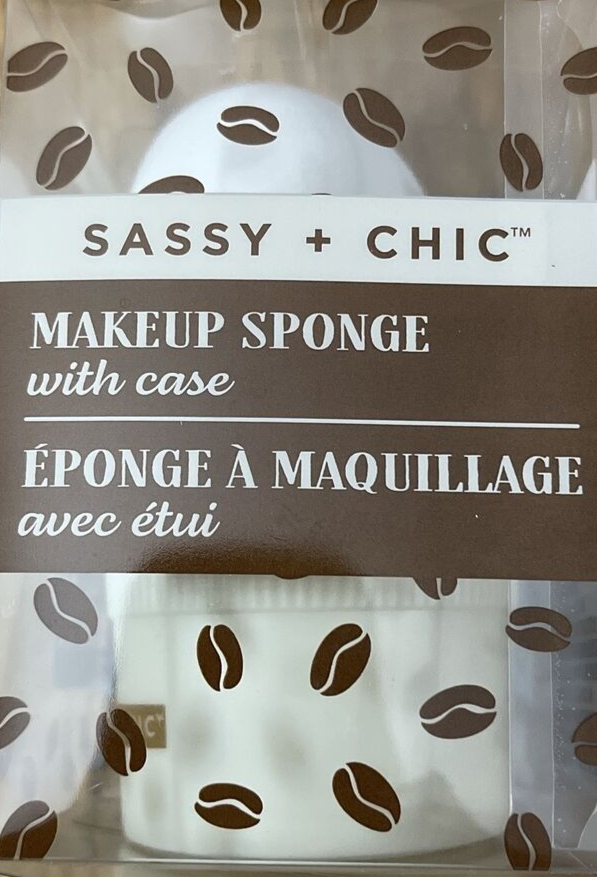 SASSY + CHIC™
MAKEUP SPONGE
with case
ÉPONGE À MAQUILLAGE
avec étui